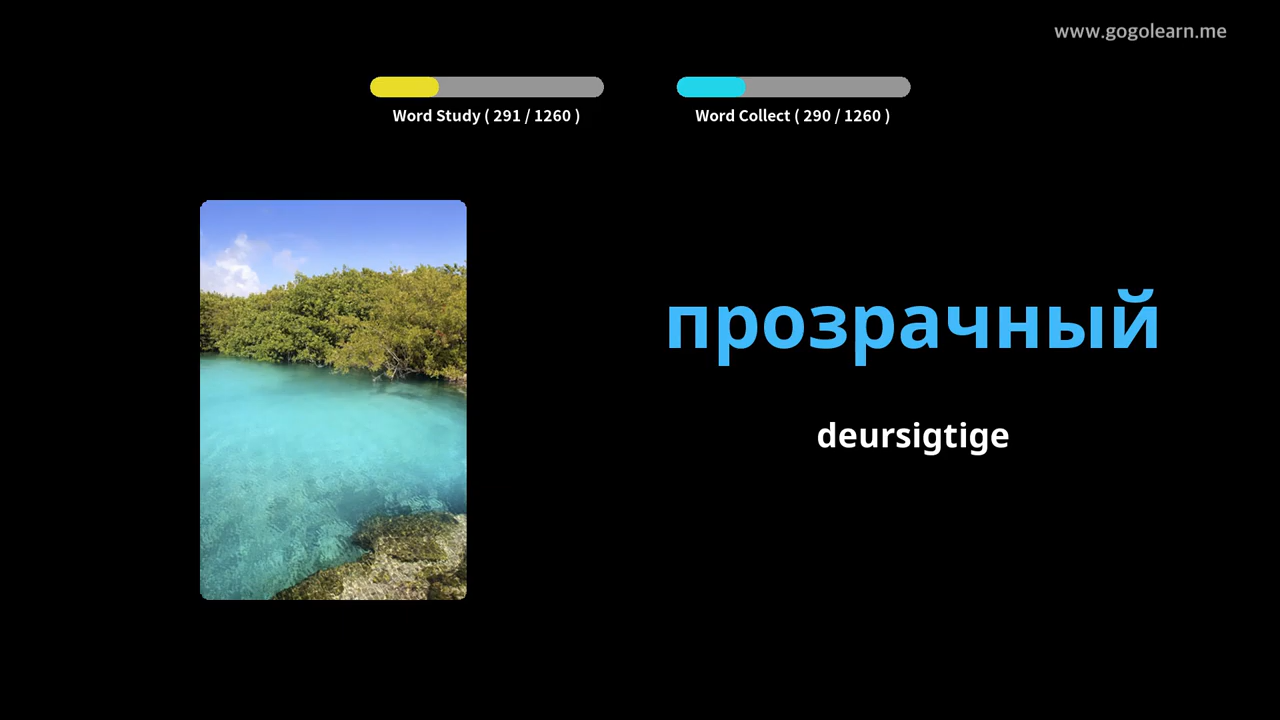 www.gogolearn.me
Word Study ( 291 / 1260 )
Word Collect ( 290 / 1260 )
прозрачный
deursigtige